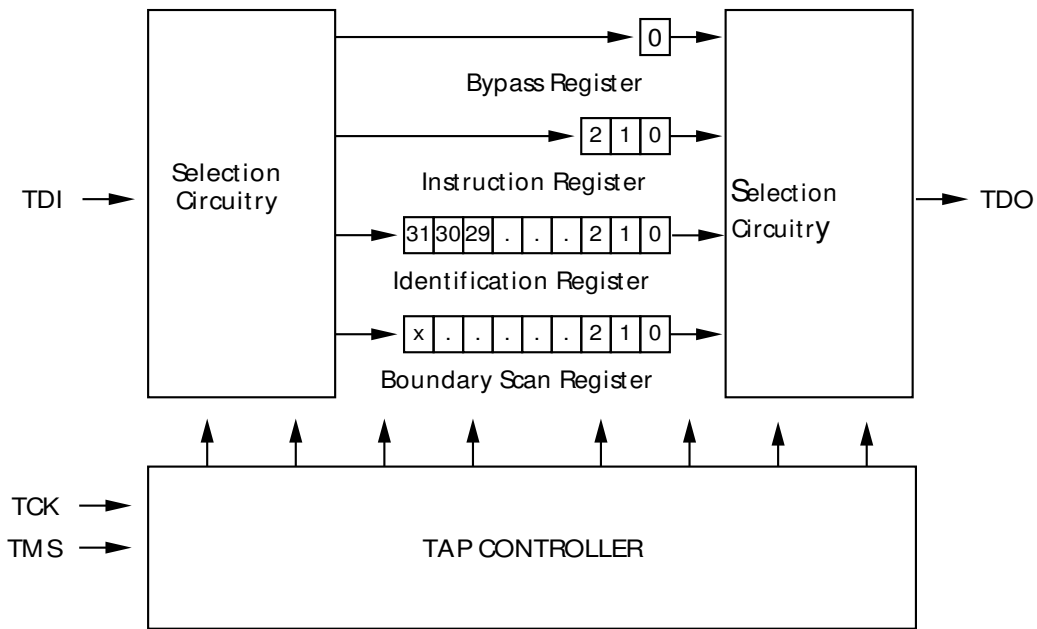 0
Bypass Register
2 1 0
Selection
Circuitry
Instruction Register
TDI
Selection
Circuitry
TDO
31 30 29 . . . 2 1 0
Identification Register
x . . . . . 2 1 0
Boundary Scan Register
TCK
TMS
TAP CONTROLLER